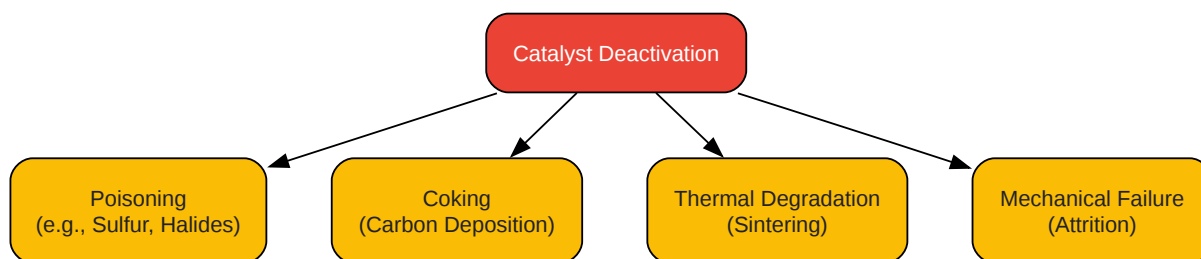 Catalyst Deactivation
Poisoning
(e.g., Sulfur, Halides)
Coking
(Carbon Deposition)
Thermal Degradation
(Sintering)
Mechanical Failure
(Attrition)